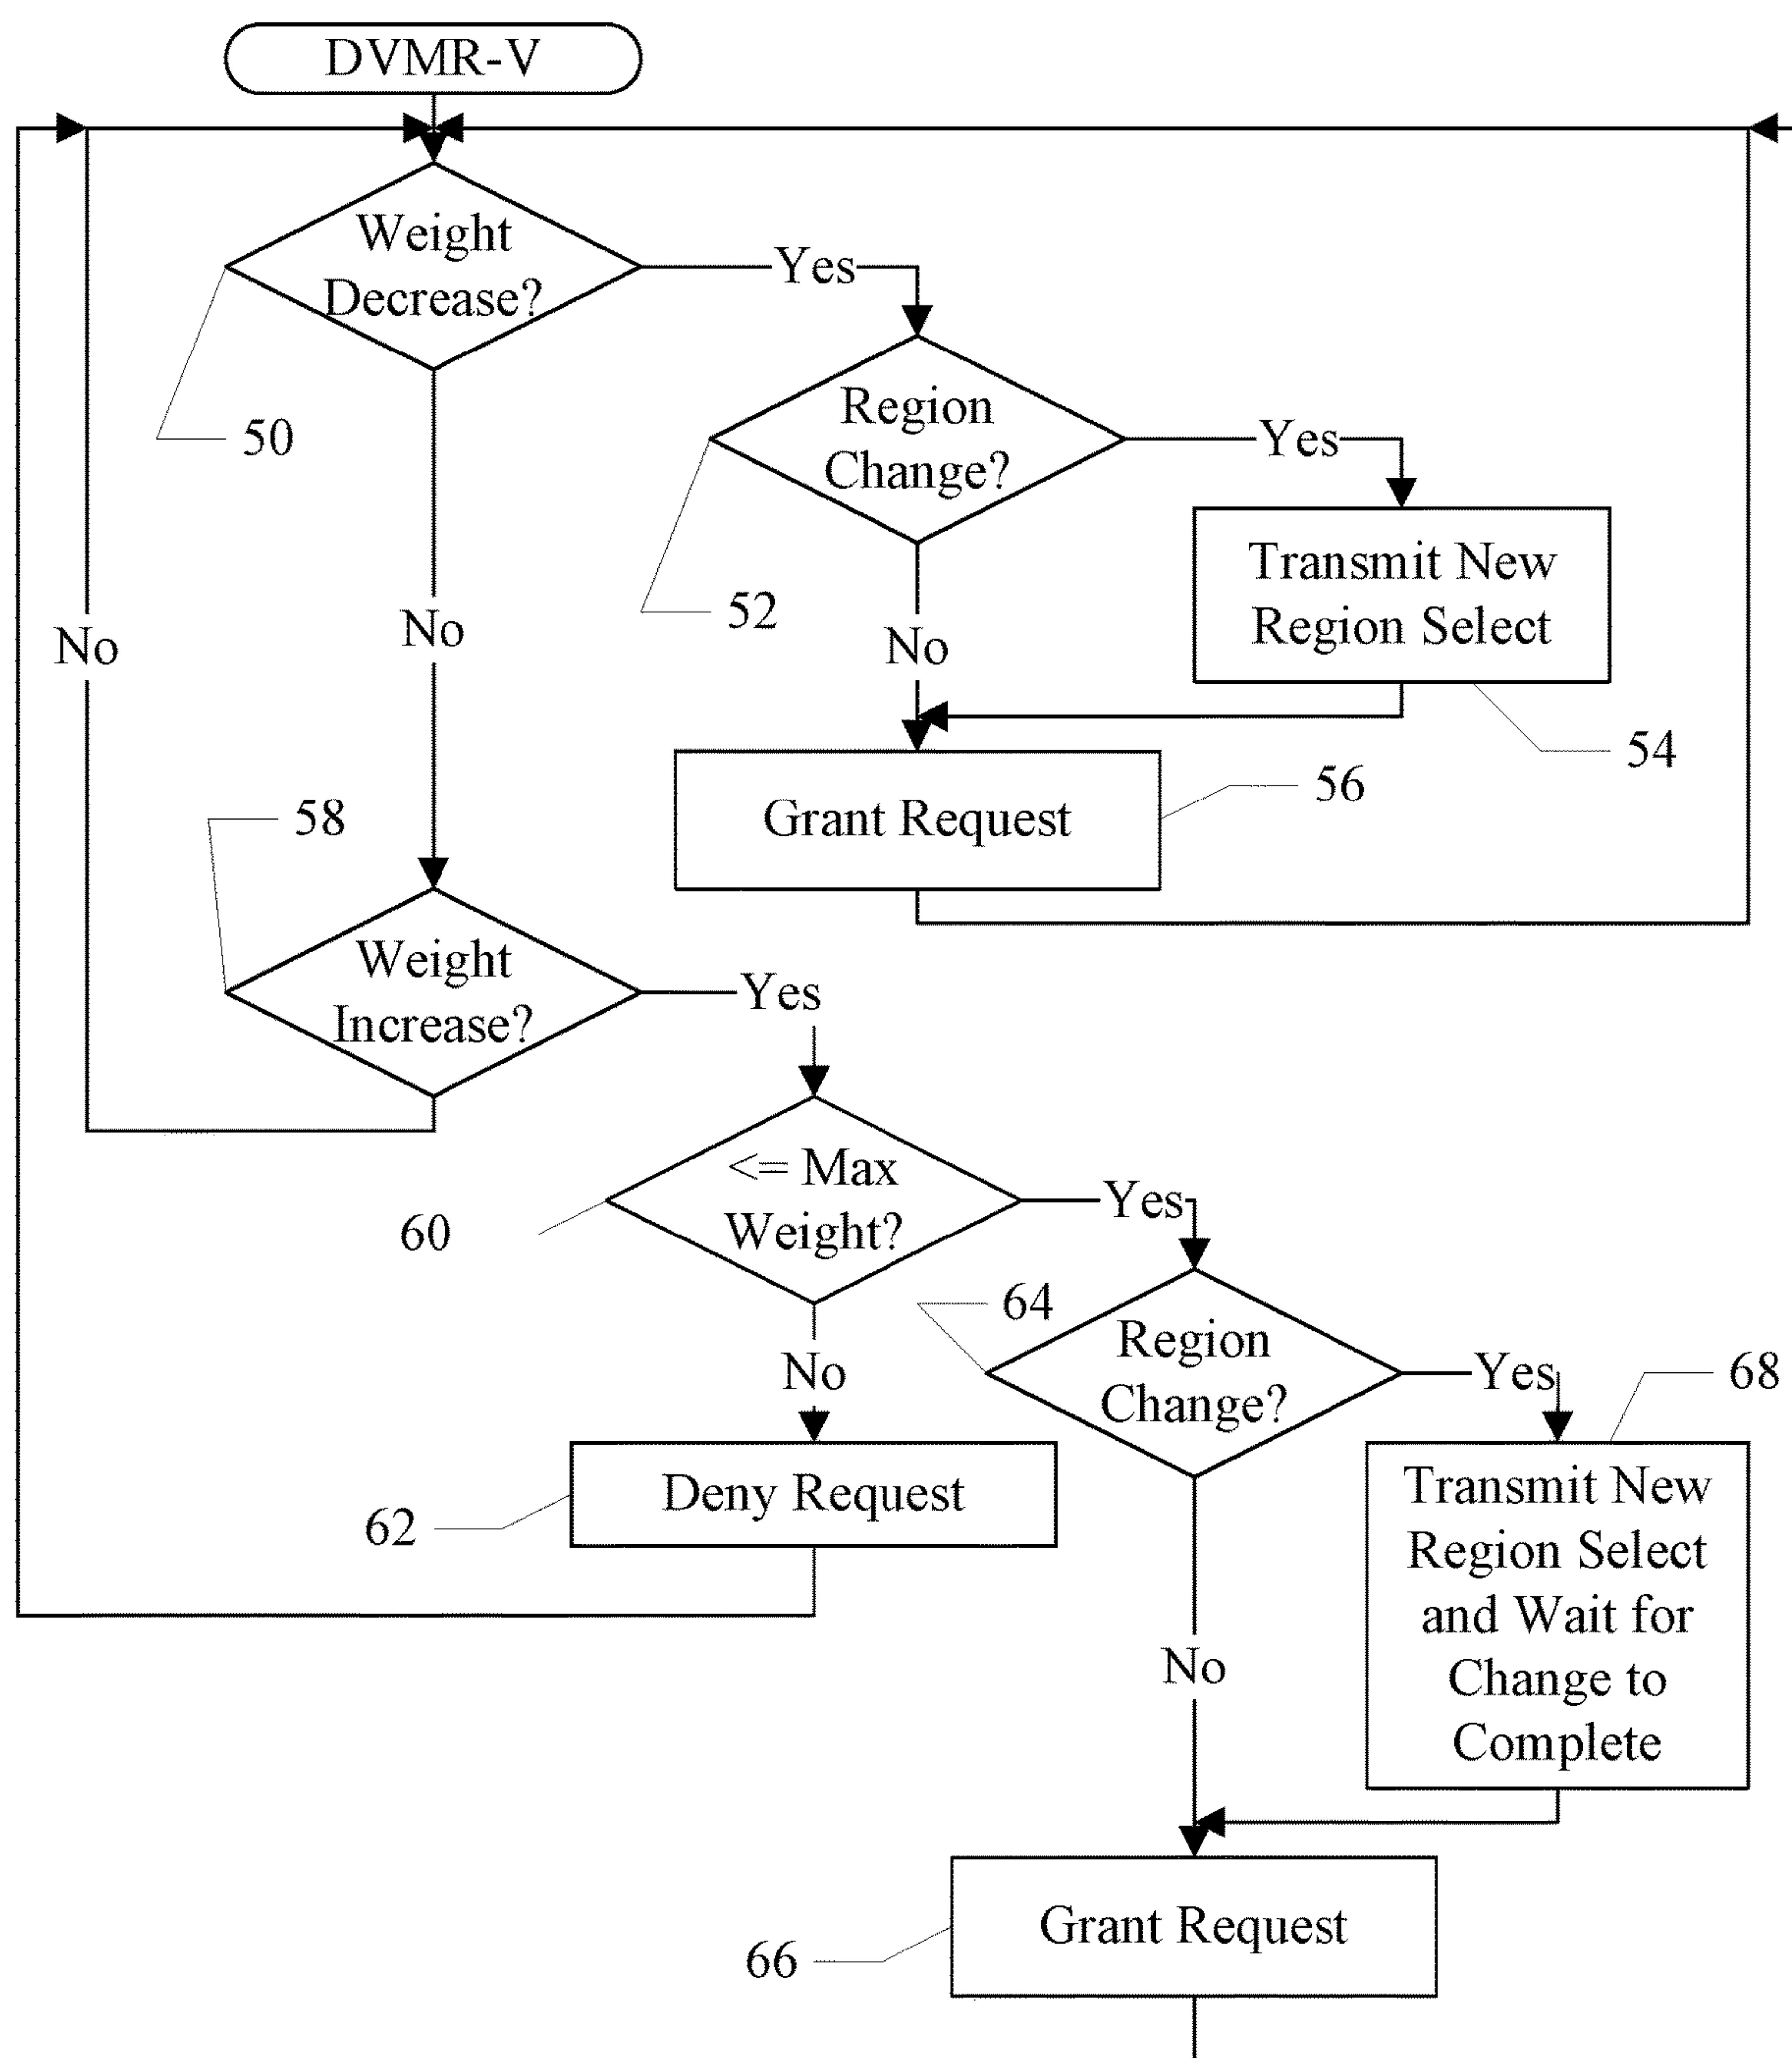 DVMR-V
Weight
Decrease?
Yes
50
Region
Change?
Yes
52
Transmit New
Region Select
54
No
No
No
56
Grant Request
58
Weight
Increase?
Yes
<= Max
Weight?
Yes
60
64
Region
Change?
Yes
68
No
Deny Request
62
Transmit New
Region Select
and Wait for
Change to
Complete
No
Grant Request
66